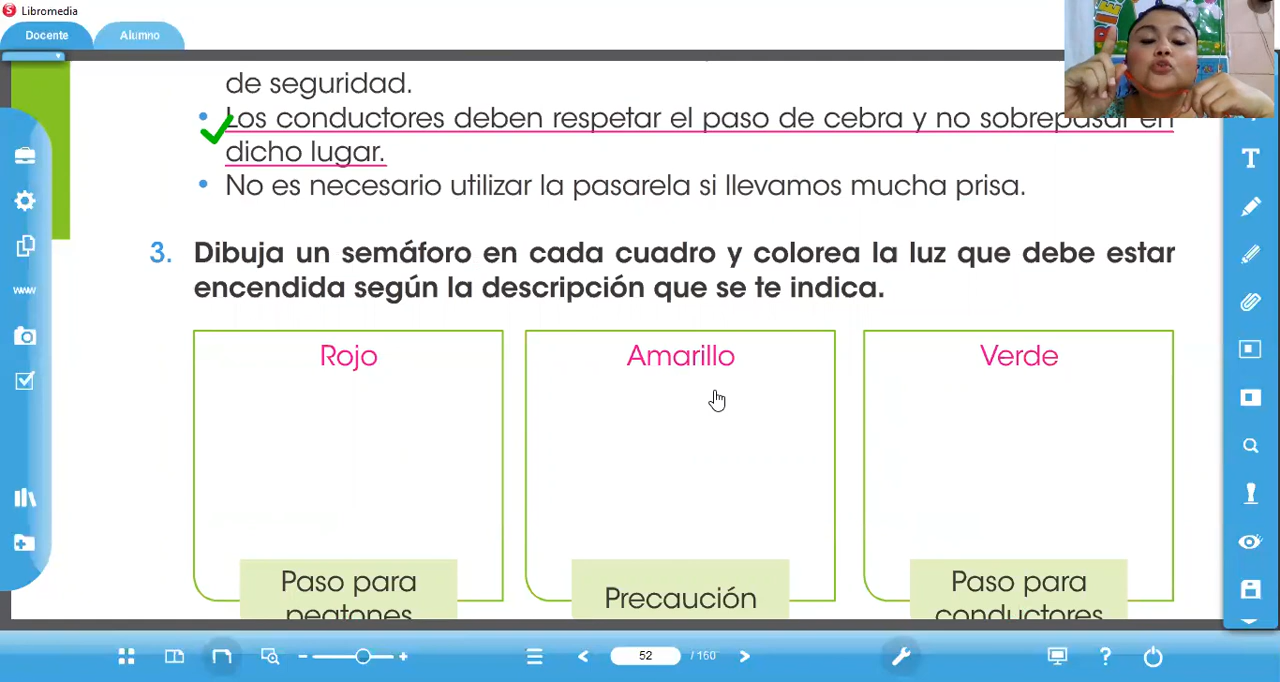 Libromedia
Docente
Alumno
de seguridad.
Los conductores deben respetar el paso de cebra y no sobrepasar en
dicho lugar.
No es necesario utilizar la pasarela si llevamos mucha prisa.
3. Dibuja un semáforo en cada cuadro y colorea la luz que debe estar
encendida según la descripción que se te indica.
Rojo
Amarillo
Verde
Paso para
peatones
Precaución
Paso para
conductores
www
T
52
/ 160